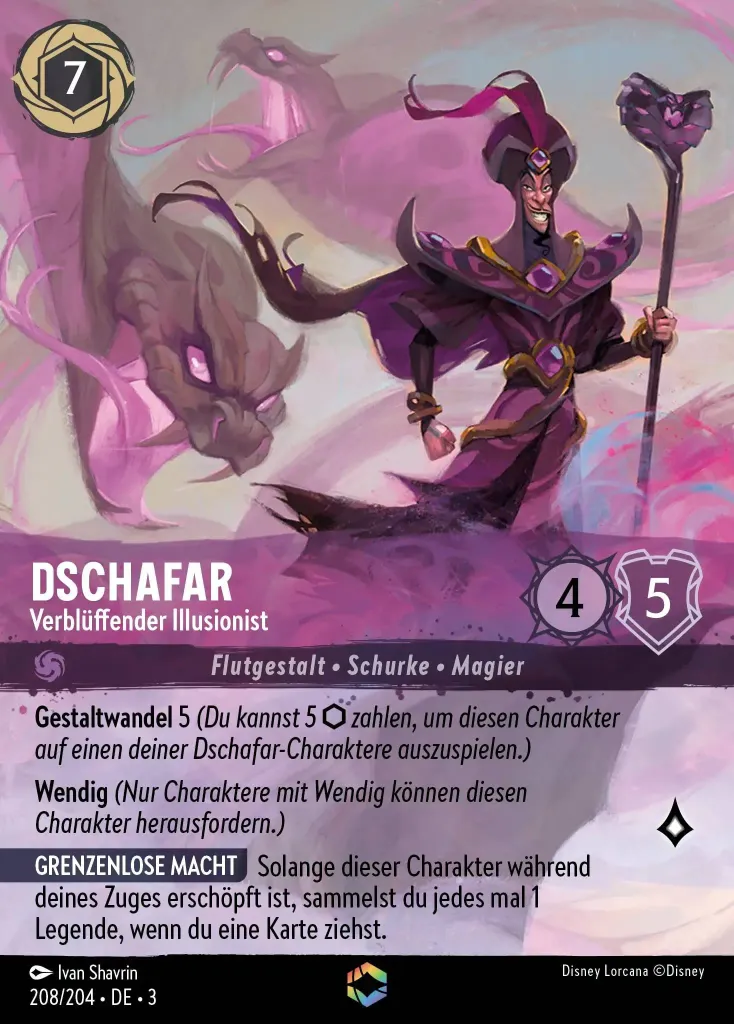 7
DSCHAFAR
Verblüffender Illusionist
4
5
Flutgestalt • Schurke • Magier
Gestaltwandel 5 (Du kannst 5 ⬡ zahlen, um diesen Charakter
auf einen deiner Dschafar-Charaktere auszuspielen.)
Wendig (Nur Charaktere mit Wendig können diesen
Charakter herausfordern.)
GRENZENLOSE MACHT Solange dieser Charakter während
deines Zuges erschöpft ist, sammelst du jedes mal 1
Legende, wenn du eine Karte ziehst.
Ivan Shavrin
Disney Lorcana ©Disney
208/204 • DE • 3